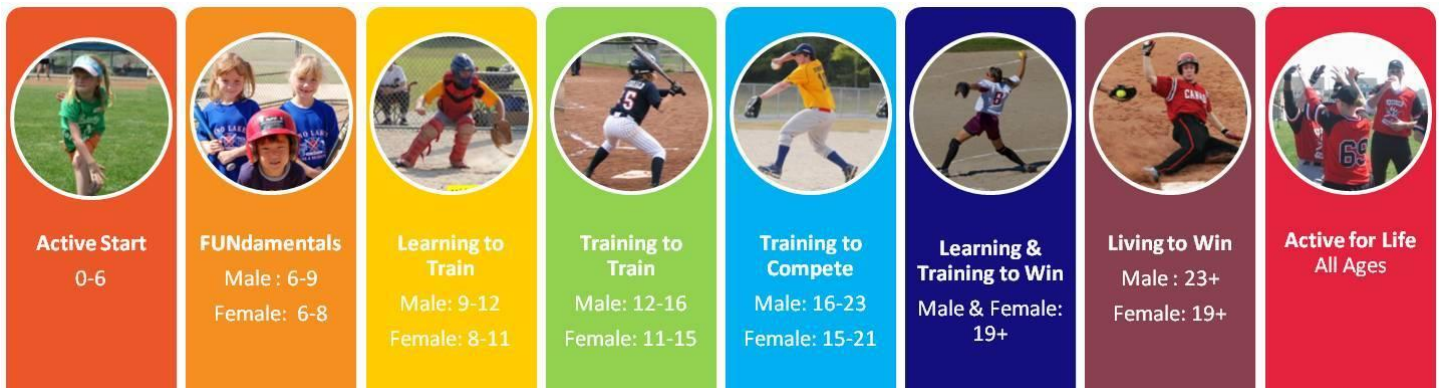 Active Start
0-6
FUNdamentals
Male : 6-9
Female: 6-8
Learning to
Train
Male: 9-12
Female: 8-11
Training to
Train
Male: 12-16
Female: 11-15
Training to
Compete
Male: 16-23
Female: 15-21
Learning &
Training to Win
Male & Female:
19+
Living to Win
Male: 23+
Female: 19+
Active for Life
All Ages
5
CANAD
69